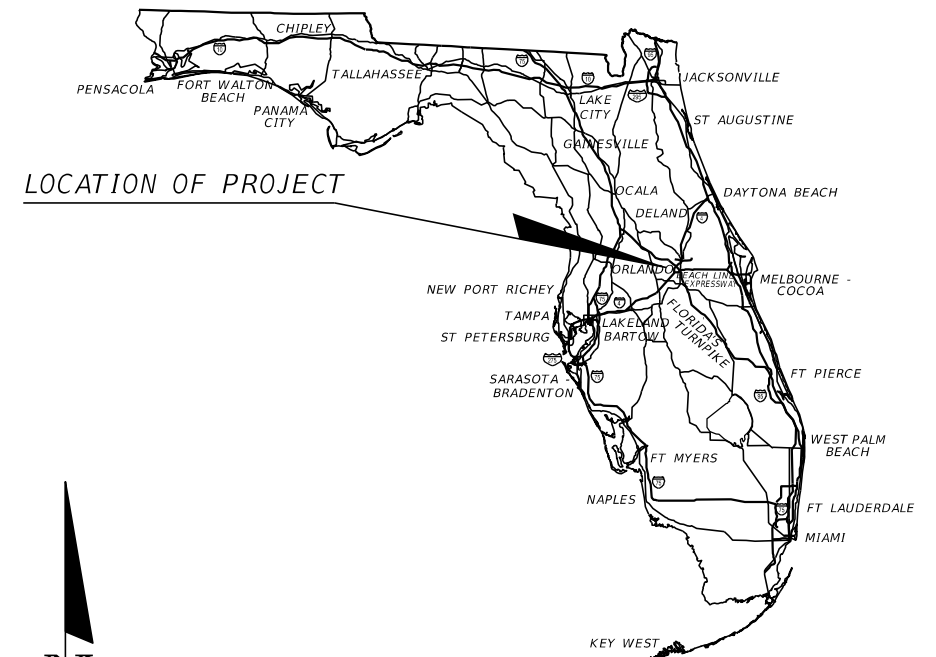 CHIPLEY
TALLAHASSEE
PENSACOLA
FORT WALTON
BEACH
PANAMA
CITY
JACKSONVILLE
LAKE
CITY
ST AUGUSTINE
GAINESVILLE
LOCATION OF PROJECT
OCALA
DAYTONA BEACH
DELAND
ORLANDO
BEACH LINE
EXPRESSWAY
MELBOURNE -
COCOA
NEW PORT RICHEY
TAMPA
ST PETERSBURG
LAKELAND
BARTOW
FLORIDA'S
TURNPIKE
SARASOTA -
BRADENTON
FT PIERCE
WEST PALM
BEACH
FT MYERS
NAPLES
FT LAUDERDALE
MIAMI
KEY WEST